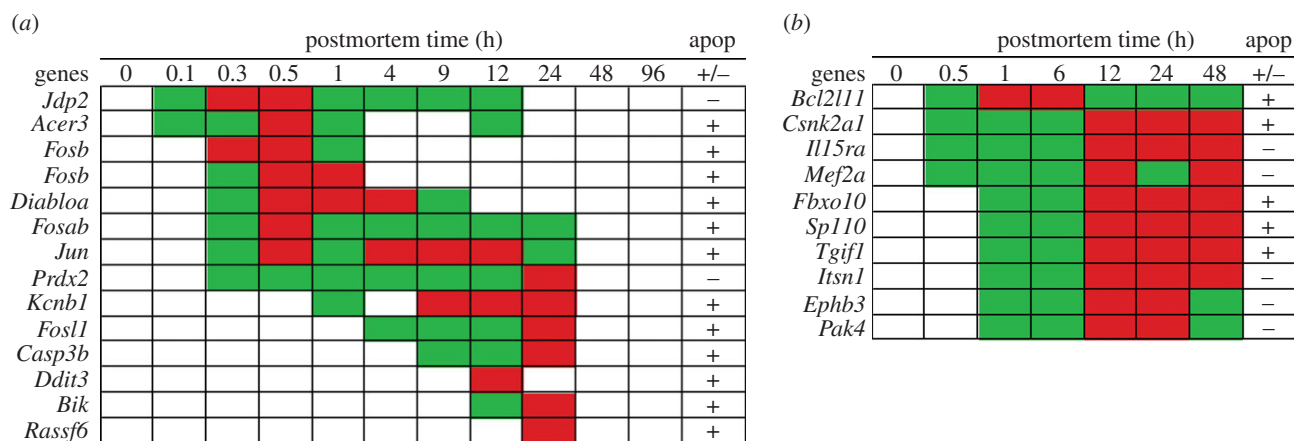 (a)
postmortem time (h) apop
genes 0 0.1 0.3 0.5 1 4 9 12 24 48 96 +/–
Jdp2 –
Acer3 +
Fosb +
Fosb +
Diabloa +
Fosab +
Jun +
Prdx2 –
Kcnb1 +
Fosl1 +
Casp3b +
Ddit3 +
Bik +
Rassf6 +
(b)
postmortem time (h) apop
genes 0 0.5 1 6 12 24 48 +/–
Bcl2l11 +
Csnk2a1 +
Il15ra –
Mef2a –
Fbxo10 +
Sp110 +
Tgif1 +
Itsn1 –
Ephb3 –
Pak4 –